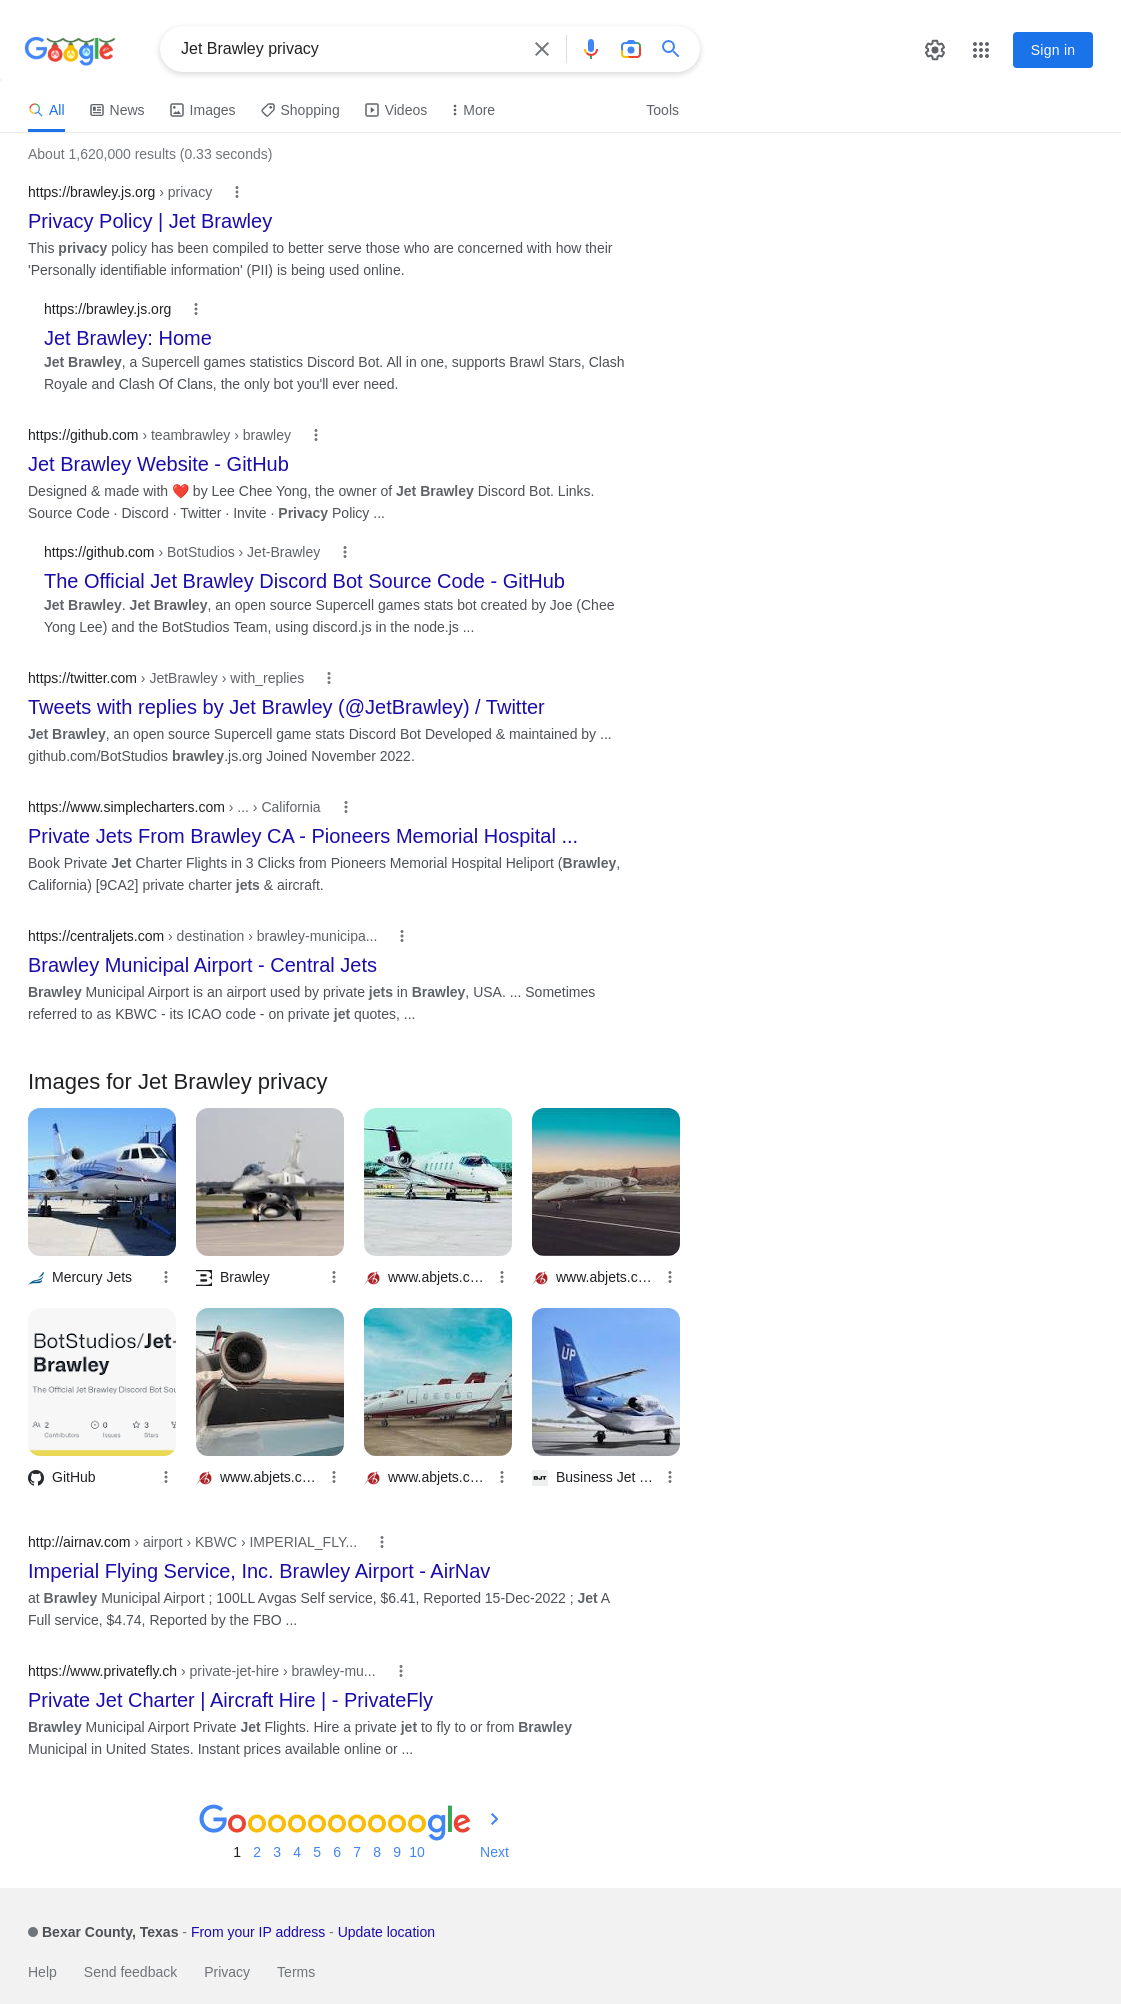 Google
Jet Brawley privacy
Sign in
All News Images Shopping Videos More Tools
About 1,620,000 results (0.33 seconds)
https://brawley.js.org › privacy
Privacy Policy | Jet Brawley
This privacy policy has been compiled to better serve those who are concerned with how their
'Personally identifiable information' (PII) is being used online.
https://brawley.js.org
Jet Brawley: Home
Jet Brawley, a Supercell games statistics Discord Bot. All in one, supports Brawl Stars, Clash
Royale and Clash Of Clans, the only bot you'll ever need.
https://github.com › teambrawley › brawley
Jet Brawley Website - GitHub
Designed & made with ❤️ by Lee Chee Yong, the owner of Jet Brawley Discord Bot. Links.
Source Code · Discord · Twitter · Invite · Privacy Policy ...
https://github.com › BotStudios › Jet-Brawley
The Official Jet Brawley Discord Bot Source Code - GitHub
Jet Brawley. Jet Brawley, an open source Supercell games stats bot created by Joe (Chee
Yong Lee) and the BotStudios Team, using discord.js in the node.js ...
https://twitter.com › JetBrawley › with_replies
Tweets with replies by Jet Brawley (@JetBrawley) / Twitter
Jet Brawley, an open source Supercell game stats Discord Bot Developed & maintained by ...
github.com/BotStudios brawley.js.org Joined November 2022.
https://www.simplecharters.com › ... › California
Private Jets From Brawley CA - Pioneers Memorial Hospital ...
Book Private Jet Charter Flights in 3 Clicks from Pioneers Memorial Hospital Heliport (Brawley,
California) [9CA2] private charter jets & aircraft.
https://centraljets.com › destination › brawley-municipa...
Brawley Municipal Airport - Central Jets
Brawley Municipal Airport is an airport used by private jets in Brawley, USA. ... Sometimes
referred to as KBWC - its ICAO code - on private jet quotes, ...
Images for Jet Brawley privacy
Mercury Jets Brawley www.abjets.c... www.abjets.c...
BotStudios/Jet-
Brawley
The Official Jet Brawley Discord Bot Sou
2 0 3
Contributors Issues Stars
UP
GitHub www.abjets.c... www.abjets.c... BJT Business Jet ...
http://airnav.com › airport › KBWC › IMPERIAL_FLY...
Imperial Flying Service, Inc. Brawley Airport - AirNav
at Brawley Municipal Airport ; 100LL Avgas Self service, $6.41, Reported 15-Dec-2022 ; Jet A
Full service, $4.74, Reported by the FBO ...
https://www.privatefly.ch › private-jet-hire › brawley-mu...
Private Jet Charter | Aircraft Hire | - PrivateFly
Brawley Municipal Airport Private Jet Flights. Hire a private jet to fly to or from Brawley
Municipal in United States. Instant prices available online or ...
Goooooooooogle
1 2 3 4 5 6 7 8 9 10 Next
Bexar County, Texas - From your IP address - Update location
Help Send feedback Privacy Terms